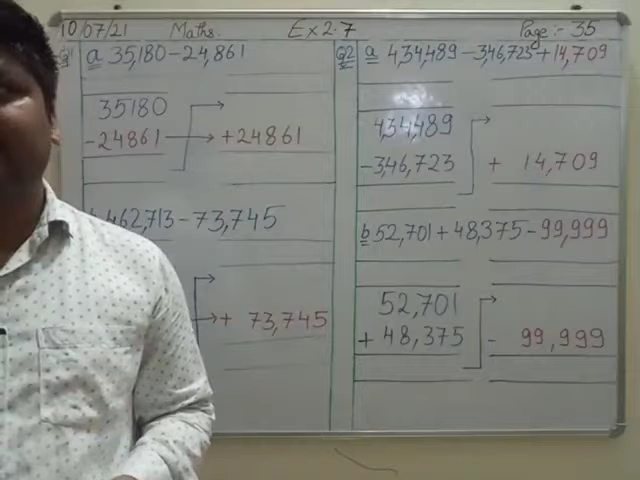 10/07/21 Maths. Ex 2.7 Page :- 35
Q1 a 35,180 - 24,861
35180
- 24861 + 24861
462,713 - 73,745
+ 73,745
Q2 a 4,34,489 - 3,46,723 + 14,709
4,34,489
- 3,46,723 + 14,709
b 52,701 + 48,375 - 99,999
52,701
+ 48,375 - 99,999